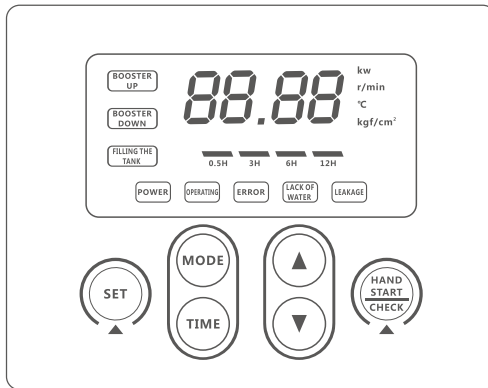 BOOSTER
UP
BOOSTER
DOWN
FILLING THE
TANK
88.88
kw
r/min
℃
kgf/cm²
0.5H 3H 6H 12H
POWER
OPERATING
ERROR
LACK OF
WATER
LEAKAGE
SET
MODE
TIME
▲
▼
HAND
START
CHECK